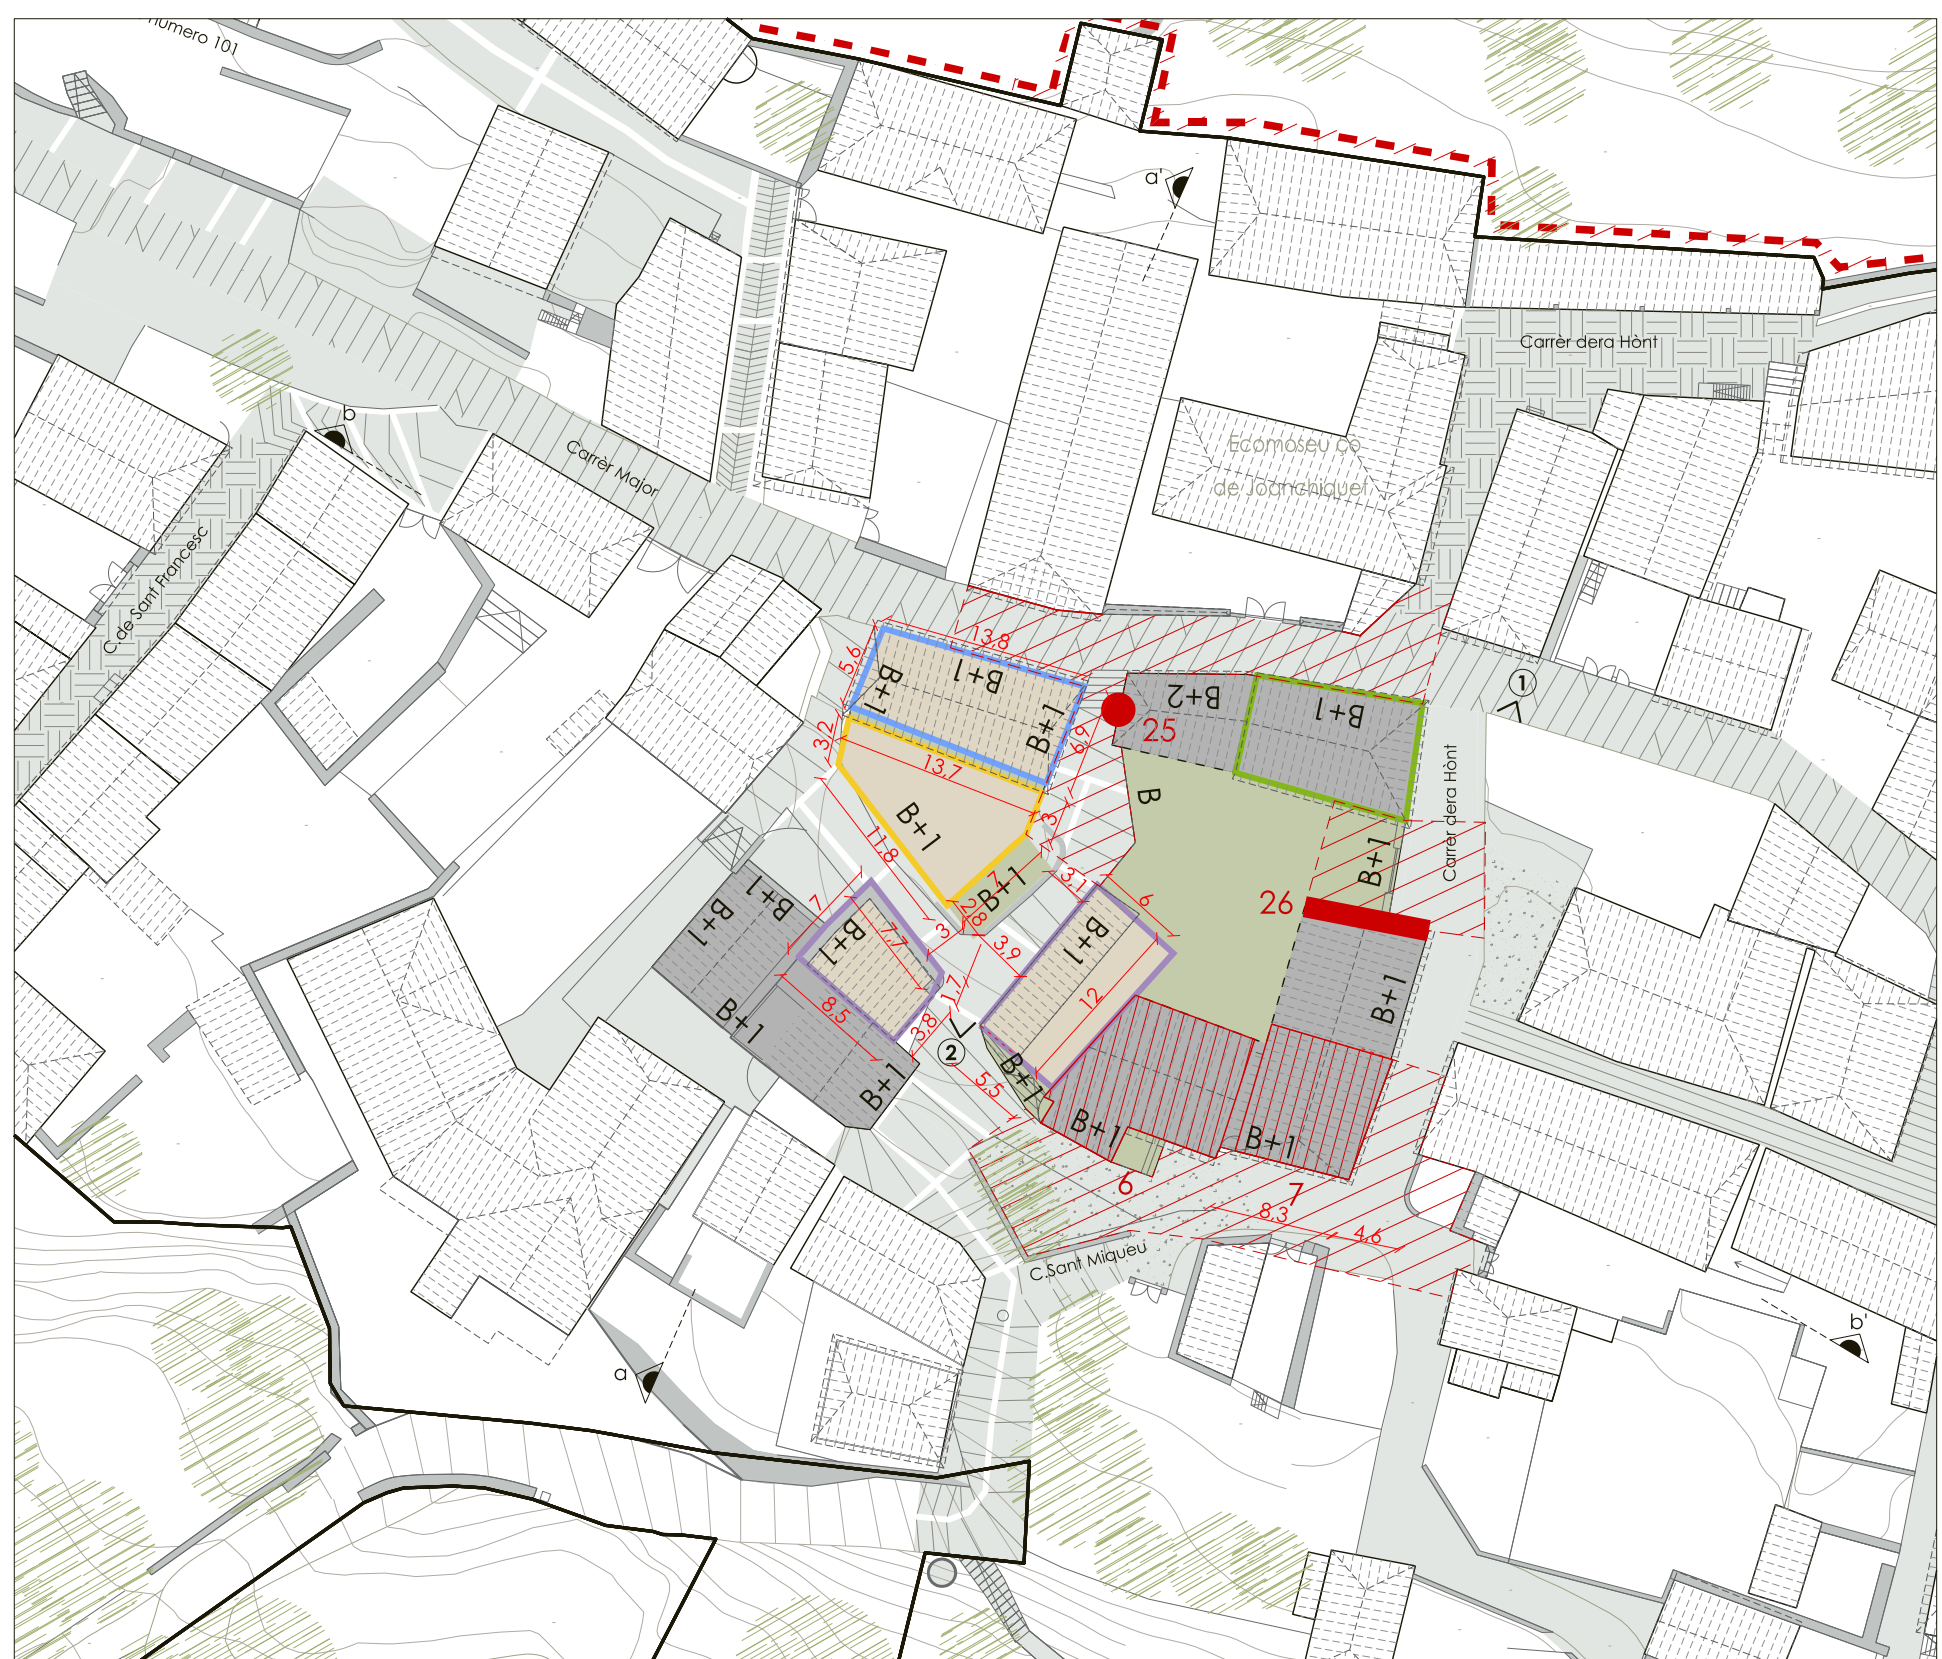 numero 101
a'
Carrèr dera Hònt
b
Carrèr Major
Ecomusèu ço
de Joanchiquet
C.de Sant Francesc
13,8
5,6
B+1
B+1
B+1
B+2
B+1
1
25
3,2
6,9
13,7
Carrer dera Hònt
B
B+1
3
11,8
B+1
7
B+1
3,1
6
26
B+1
B+1
7
B+1
7,7
2,8
3
3,9
B+1
B+1
8,5
1,7
12
B+1
3,8
2
B+1
5,5
B+1
B+1
B+1
6
7
8,3
4,6
C.Sant Miqueu
b'
a